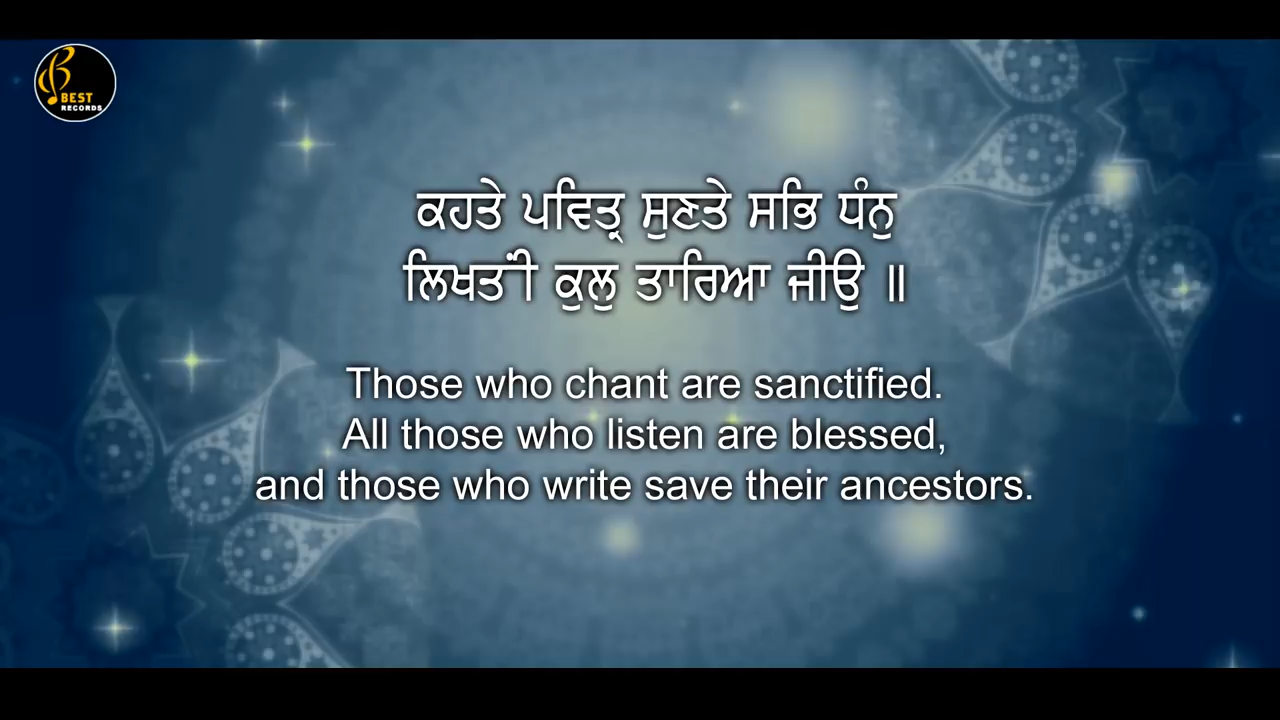 BEST
RECORDS
ਕਹਤੇ ਪਵਿਤ੍ਰ ਸੁਣਤੇ ਸਭਿ ਧੰਨੁ
ਲਿਖਤੀਂ ਕੁਲੁ ਤਾਰਿਆ ਜੀਉ ॥
Those who chant are sanctified.
All those who listen are blessed,
and those who write save their ancestors.